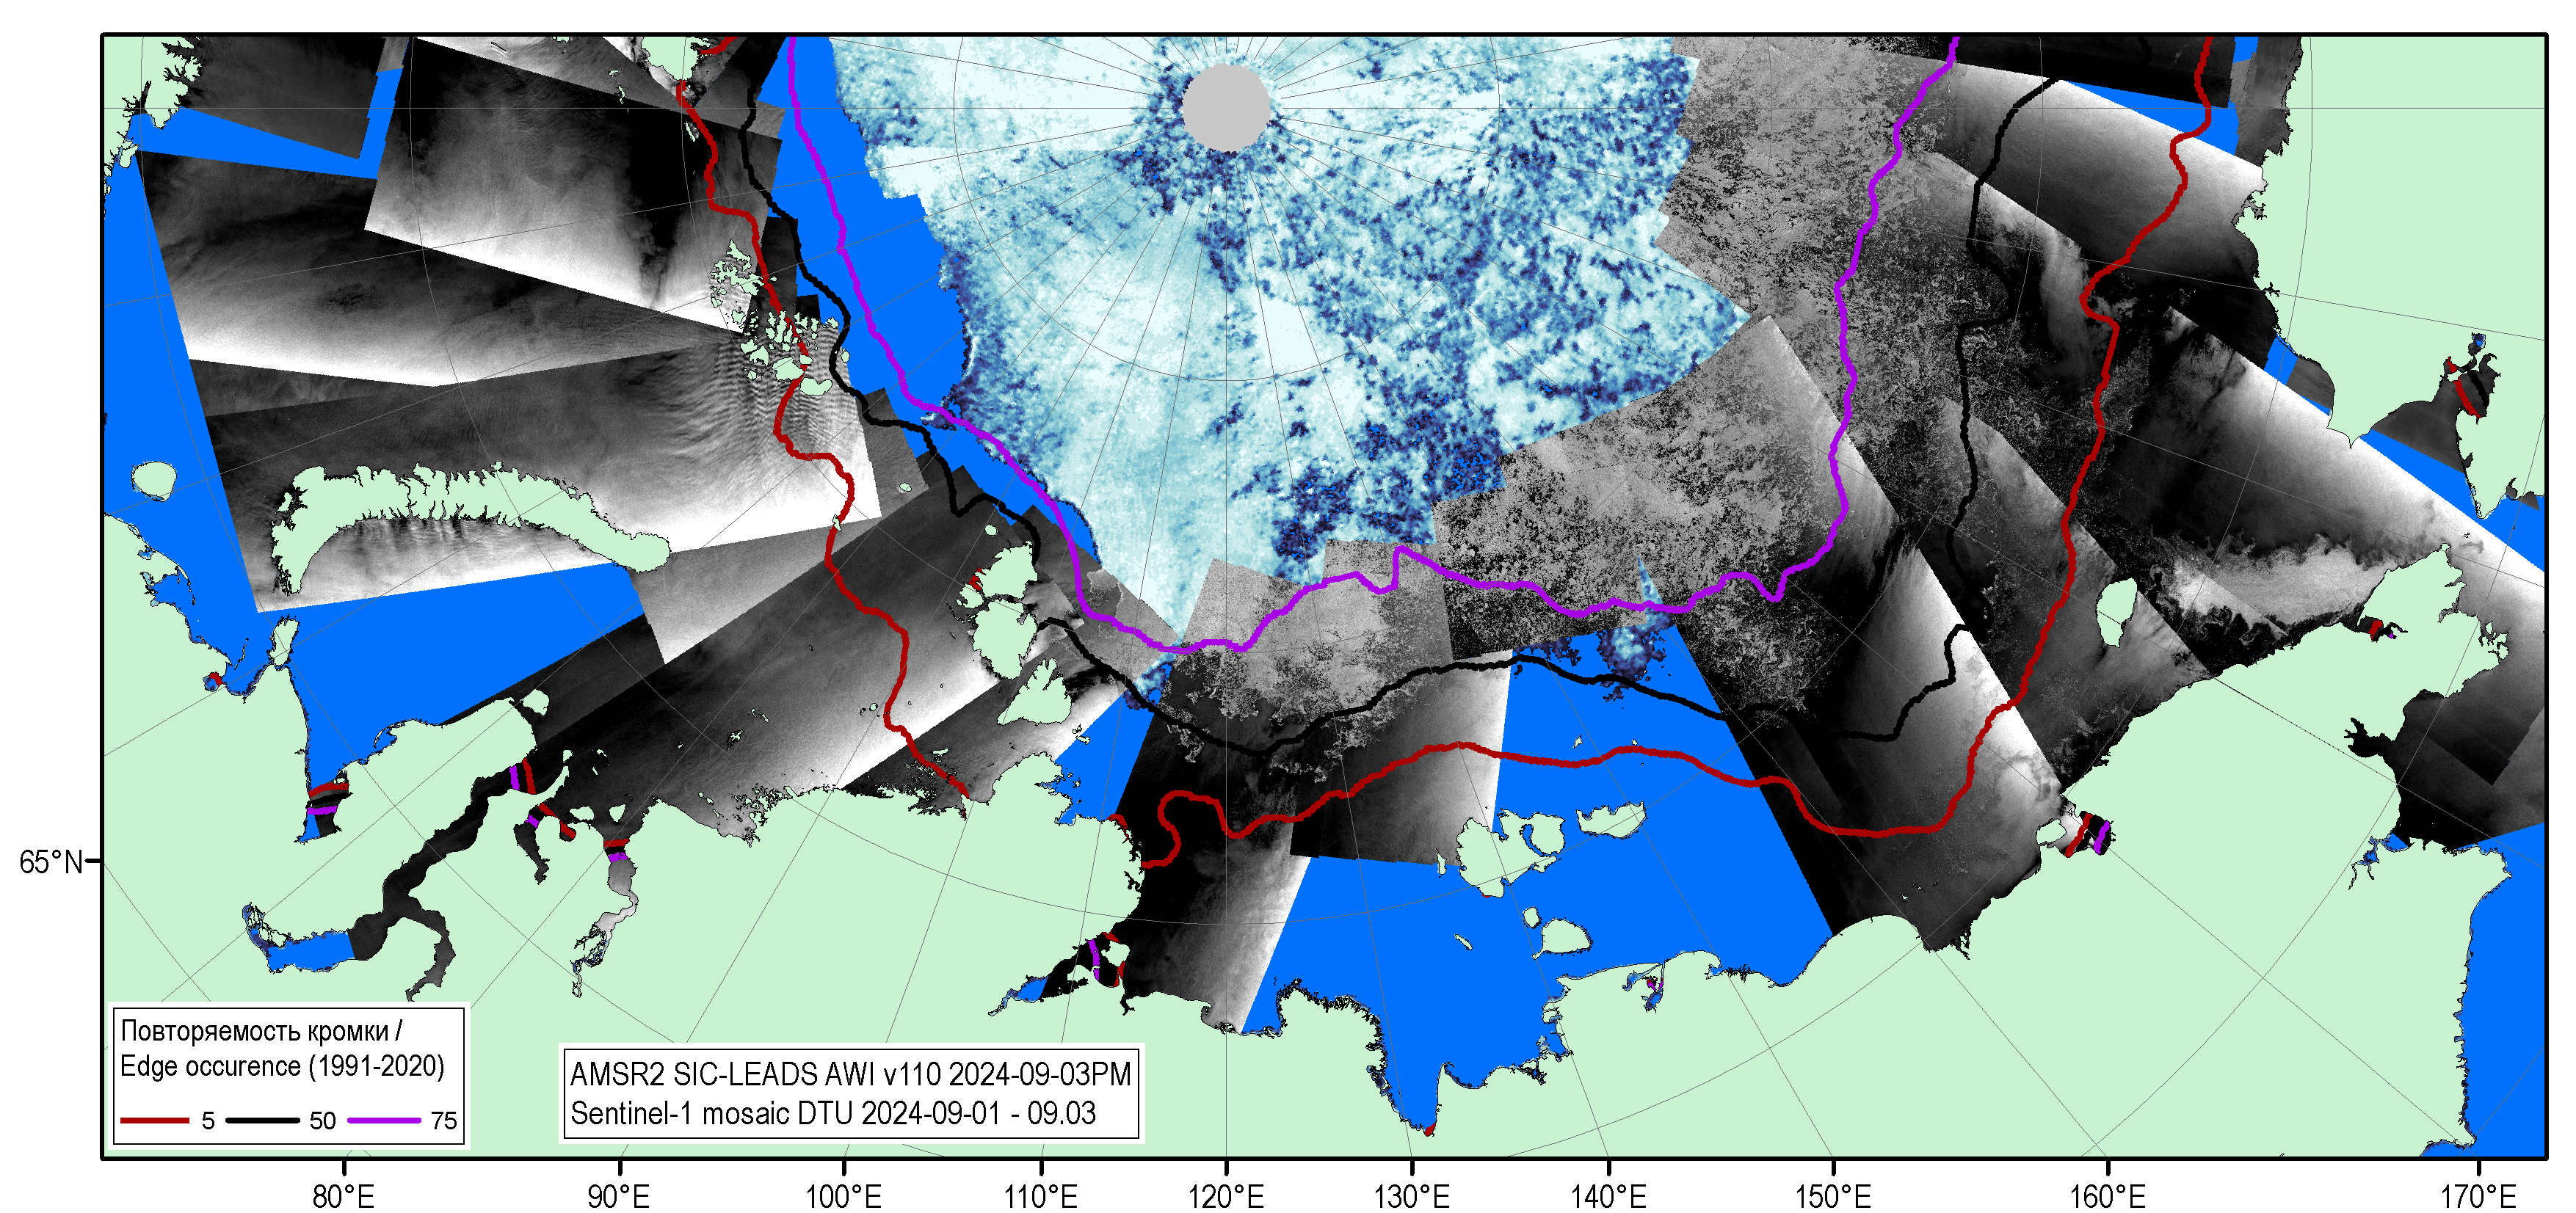 65°N
Повторяемость кромки /
Edge occurence (1991-2020)
5 50 75
AMSR2 SIC-LEADS AWI v110 2024-09-03PM
Sentinel-1 mosaic DTU 2024-09-01 - 09.03
80°E 90°E 100°E 110°E 120°E 130°E 140°E 150°E 160°E 170°E